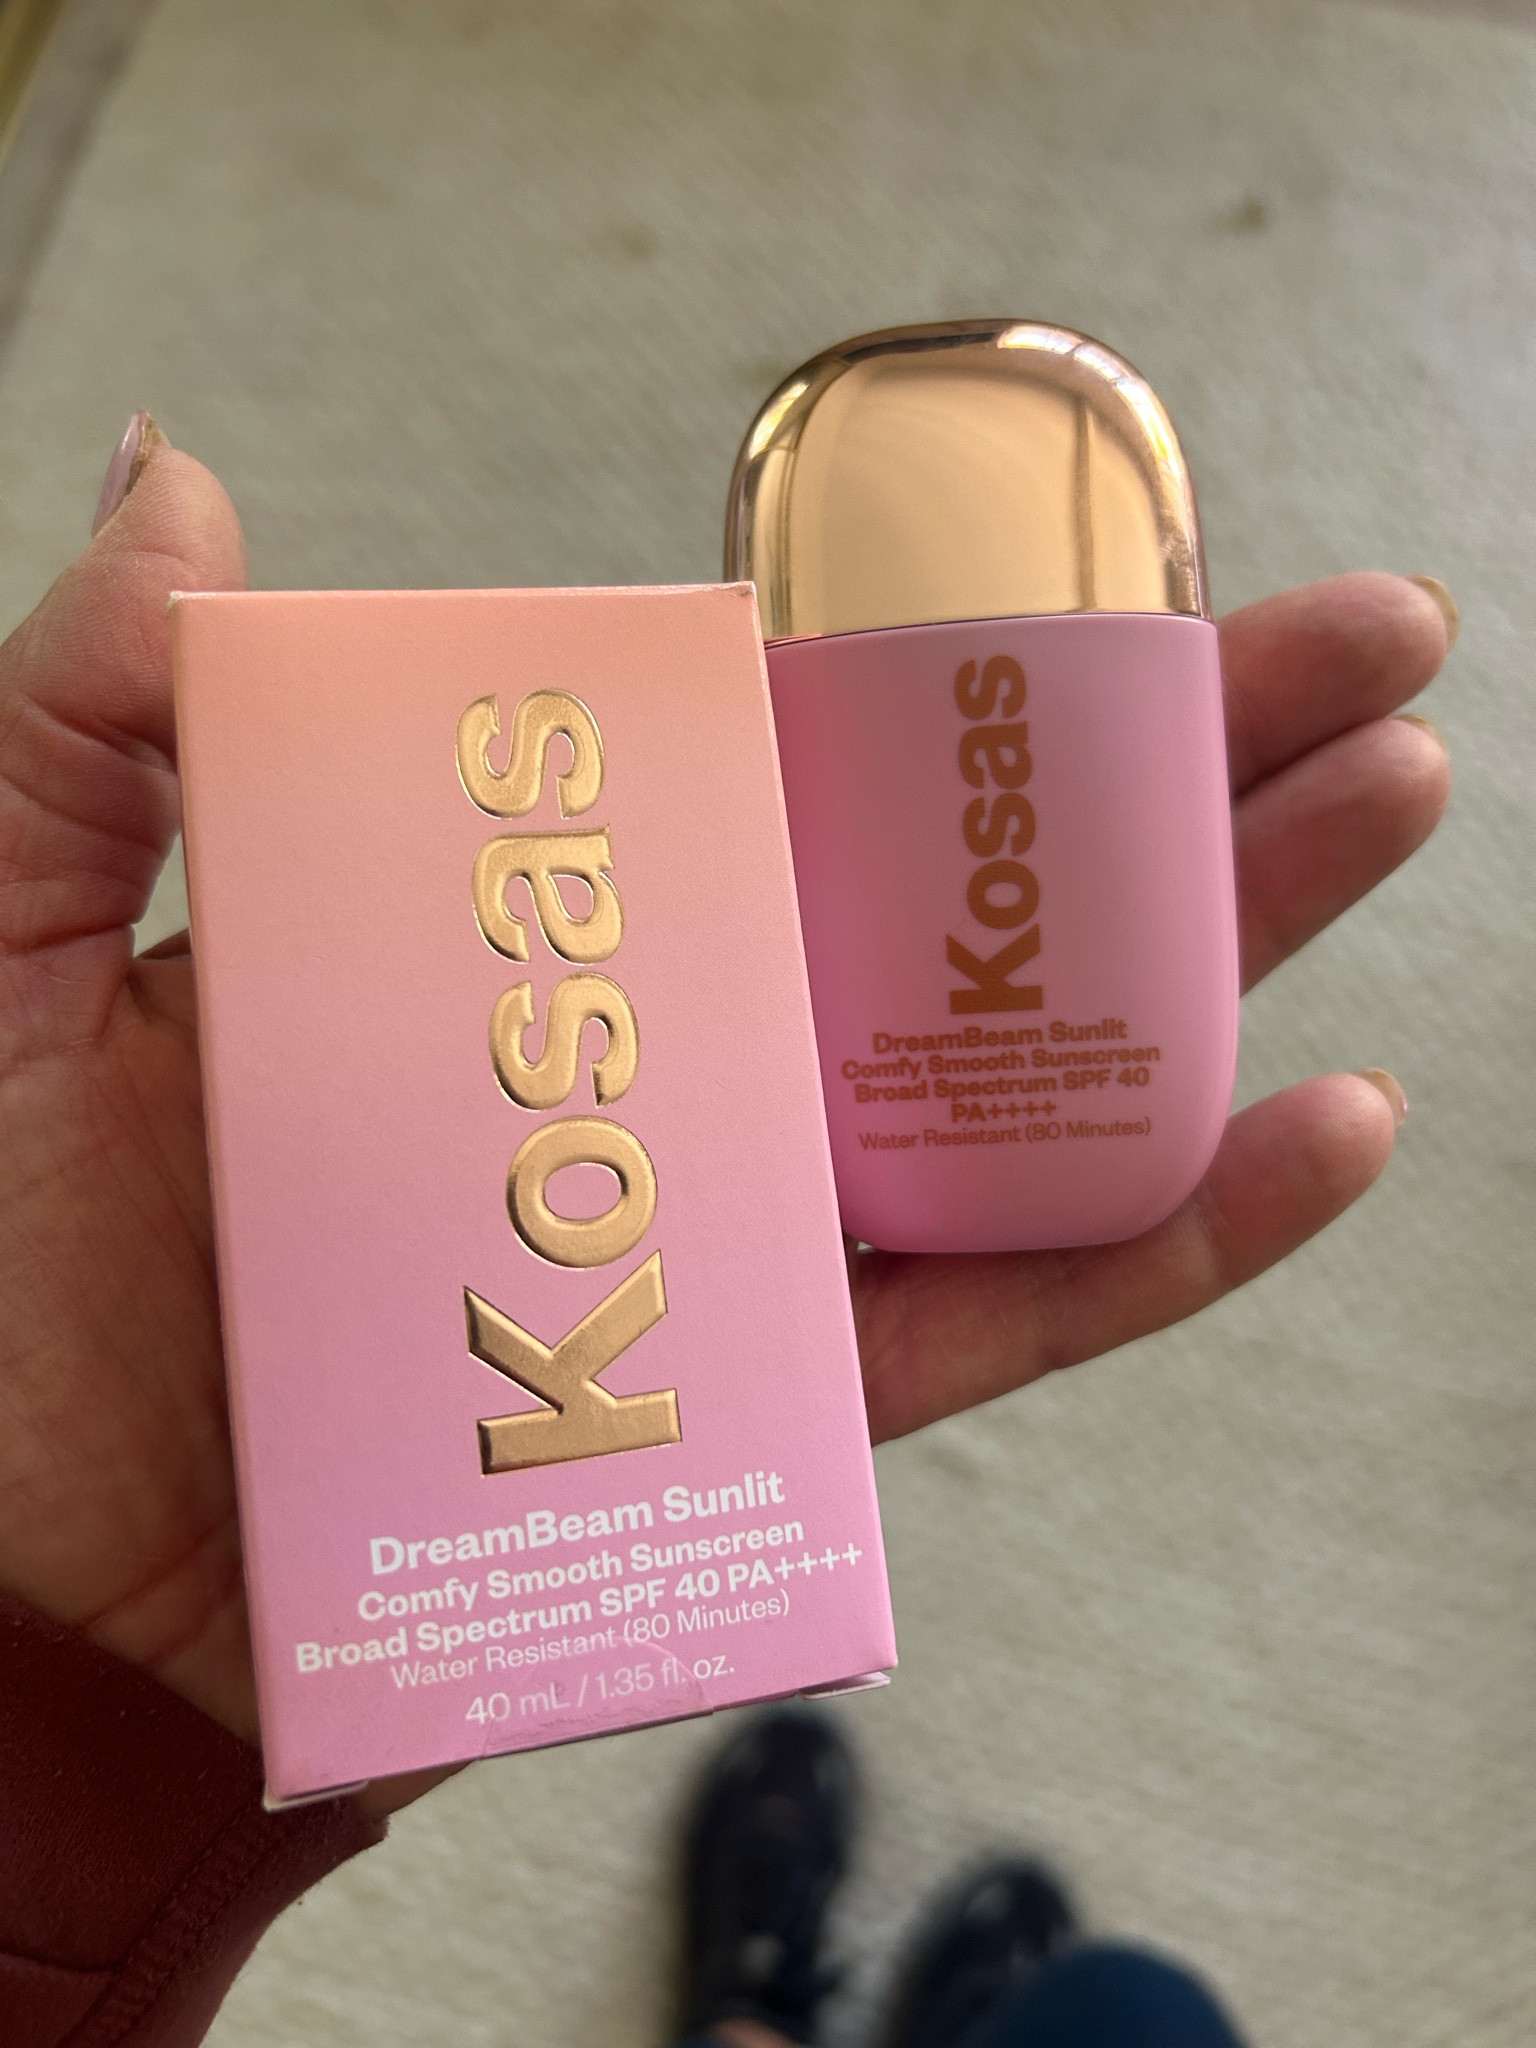 Kosas
DreamBeam Sunlit
Comfy Smooth Sunscreen
Broad Spectrum SPF 40 PA++++
Water Resistant (80 Minutes)
40 mL / 1.35 fl. oz.
Kosas
DreamBeam Sunlit
Comfy Smooth Sunscreen
Broad Spectrum SPF 40
PA++++
Water Resistant (80 Minutes)